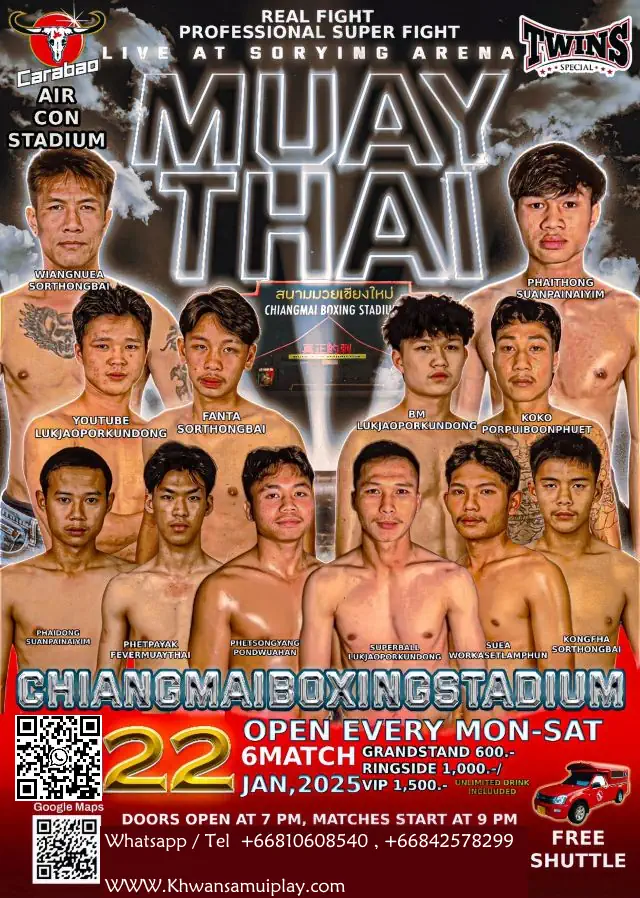 REAL FIGHT
PROFESSIONAL SUPER FIGHT
LIVE AT SORYING ARENA
Carabao
TWINS
SPECIAL
AIR
CON
STADIUM
MUAY
THAI
WIANGNUEA
SORTHONGBAI
PHAITHONG
SUANPAINAIYIM
สนามมวยเชียงใหม่
CHIANGMAI BOXING STADIUM
YOUTUBE
LUKJAOPORKUNDONG
FANTA
SORTHONGBAI
BM
LUKJAOPORKUNDONG
KOKO
PORPUIBOONPHUET
PHAIDONG
SUANPAINAIYIM
PHETPAYAK
FEVERMUAYTHAI
PHETSONGYANG
PONDWUAHAN
SUPERBALL
LUKJAOPORKUNDONG
SUEA
WORKASETLAMPHUN
KONGFHA
SORTHONGBAI
CHIANGMAIBOXINGSTADIUM
22
OPEN EVERY MON-SAT
6MATCH
JAN,2025
GRANDSTAND 600.-
RINGSIDE 1,000.-/
VIP 1,500.-
UNLIMITED DRINK
INCLUUDED
Google Maps
DOORS OPEN AT 7 PM, MATCHES START AT 9 PM
Whatsapp / Tel +66810608540 , +66842578299
WWW.Khwansamuiplay.com
FREE
SHUTTLE